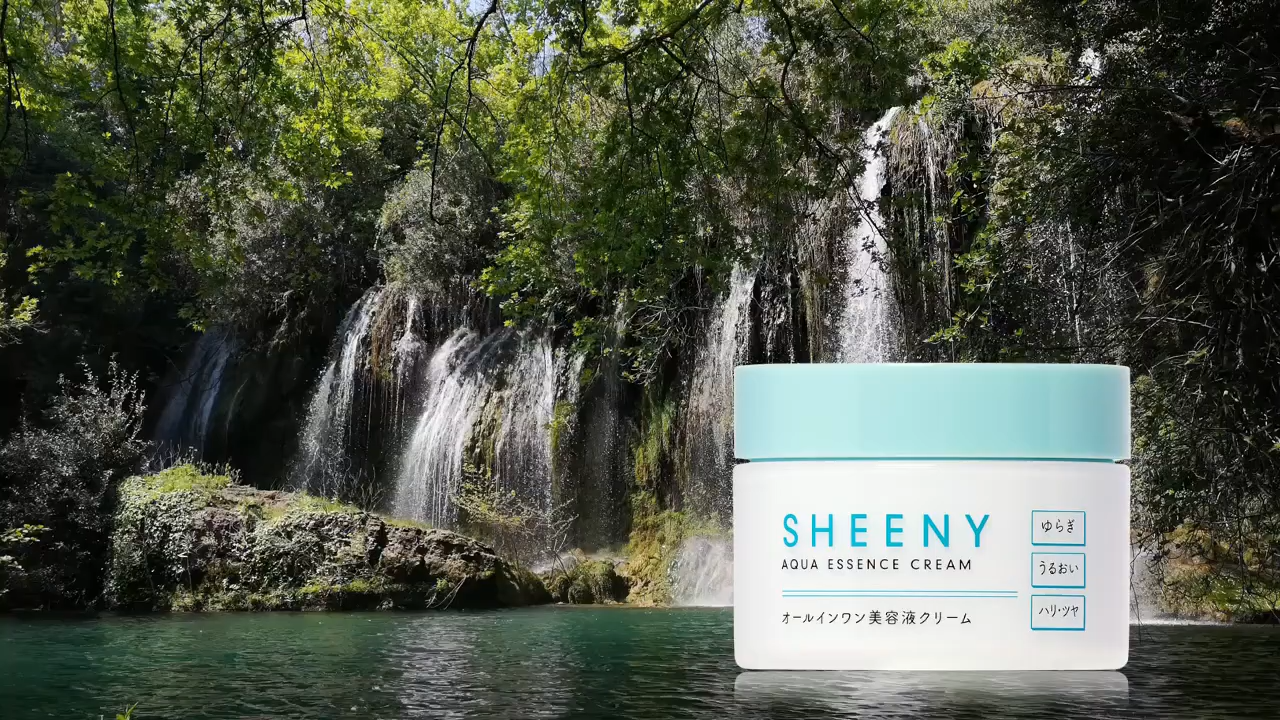 SHEENY
AQUA ESSENCE CREAM
オールインワン美容液クリーム
ゆらぎ
うるおい
ハリ・ツヤ